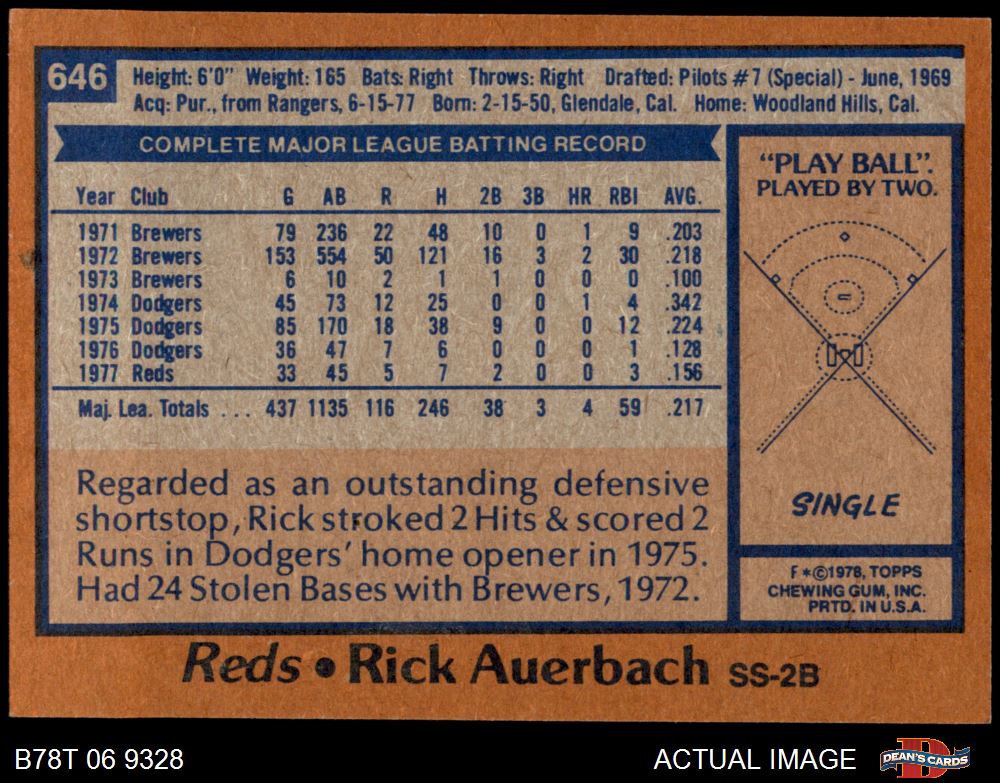 646
Height: 6'0" Weight: 165 Bats: Right Throws: Right Drafted: Pilots #7 (Special) - June, 1969
Acq: Pur., from Rangers, 6-15-77 Born: 2-15-50, Glendale, Cal. Home: Woodland Hills, Cal.
COMPLETE MAJOR LEAGUE BATTING RECORD
Year Club G AB R H 2B 3B HR RBI AVG.
1971 Brewers 79 236 22 48 10 0 1 9 .203
1972 Brewers 153 554 50 121 16 3 2 30 .218
1973 Brewers 6 10 2 1 1 0 0 0 .100
1974 Dodgers 45 73 12 25 0 0 1 4 .342
1975 Dodgers 85 170 18 38 9 0 0 12 .224
1976 Dodgers 36 47 7 6 0 0 0 1 .128
1977 Reds 33 45 5 7 2 0 0 3 .156
Maj. Lea. Totals ... 437 1135 116 246 38 3 4 59 .217
Regarded as an outstanding defensive
shortstop, Rick stroked 2 Hits & scored 2
Runs in Dodgers' home opener in 1975.
Had 24 Stolen Bases with Brewers, 1972.
"PLAY BALL".
PLAYED BY TWO.
SINGLE
F*©1978, TOPPS
CHEWING GUM, INC.
PRTD. IN U.S.A.
Reds • Rick Auerbach SS-2B
B78T 06 9328
ACTUAL IMAGE
DEAN'S CARDS